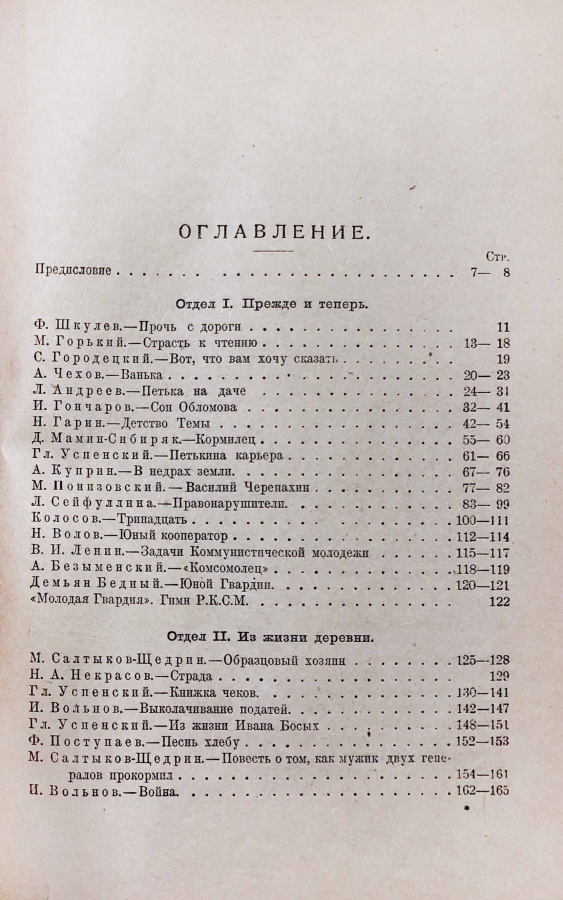 ОГЛАВЛЕНИЕ.
Стр.
Предисловие . . . . . . . . . . . . . . . . . . . . . . 7— 8
Отдел I. Прежде и теперь.
Ф. Шкулев.—Прочь с дороги . . . . . . . . . . . . . . 11
М. Горький.—Страсть к чтению . . . . . . . . . . . . . 13— 18
С. Городецкий.—Вот, что вам хочу сказать . . . . . . . . 19
А. Чехов.—Ванька . . . . . . . . . . . . . . . . . . . 20— 23
Л. Андреев.—Петька на даче . . . . . . . . . . . . . . 24— 31
И. Гончаров.—Сон Обломова . . . . . . . . . . . . . . 32— 41
Н. Гарин.—Детство Темы . . . . . . . . . . . . . . . . 42— 54
Д. Мамин-Сибиряк.—Кормилец . . . . . . . . . . . . . 55— 60
Гл. Успенский.—Петькина карьера . . . . . . . . . . . 61— 66
А. Куприн.—В недрах земли. . . . . . . . . . . . . . . 67— 76
М. Понизовский.—Василий Черепахин . . . . . . . . . . 77— 82
Л. Сейфуллина.—Правонарушители. . . . . . . . . . . . 83— 99
Колосов.—Тринадцать . . . . . . . . . . . . . . . . . 100—111
Н. Волов.—Юный кооператор . . . . . . . . . . . . . . 112—114
В. И. Ленин.—Задачи Коммунистической молодежи . . . . . 115—117
А. Безыменский.—«Комсомолец» . . . . . . . . . . . . . 118—119
Демьян Бедный.—Юной Гвардии. . . . . . . . . . . . . 120—121
«Молодая Гвардия». Гимн Р.К.С.М. . . . . . . . . . . . 122
Отдел II. Из жизни деревни.
М. Салтыков-Щедрин.—Образцовый хозяин . . . . . . . 125—128
Н. А. Некрасов.—Страда . . . . . . . . . . . . . . . . 129
Гл. Успенский.—Книжка чеков. . . . . . . . . . . . . . 130—141
И. Вольнов.—Выколачивание податей. . . . . . . . . . . 142—147
Гл. Успенский.—Из жизни Ивана Босых . . . . . . . . . 148—151
Ф. Поступаев.—Песнь хлебу . . . . . . . . . . . . . . 152—153
М. Салтыков-Щедрин.—Повесть о том, как мужик двух гене-
ралов прокормил . . . . . . . . . . . . . . . . . . . 154—161
И. Вольнов.—Война. . . . . . . . . . . . . . . . . . . 162—165
*